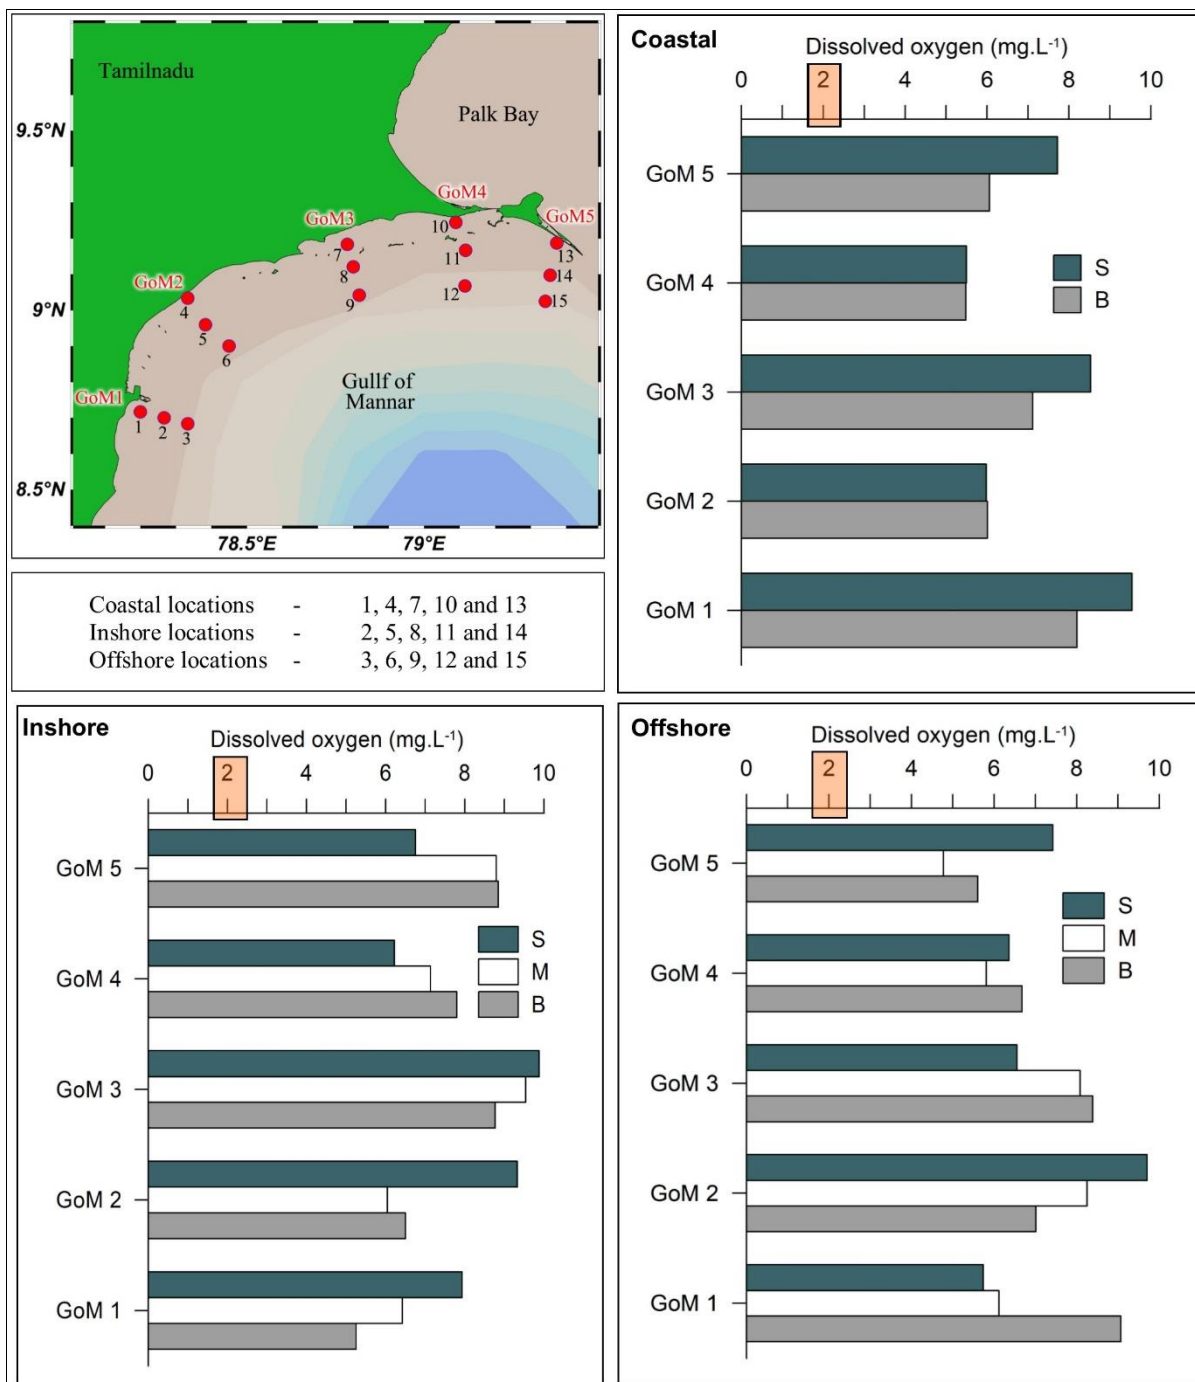 Tamilnadu
Palk Bay
9.5°N
GoM4
GoM3
GoM5
10
7
11
13
GoM2
8
14
9°N
4
9
12
15
5
6
Gullf of
Mannar
GoM1
1
2
3
8.5°N
78.5°E
79°E
Coastal locations - 1, 4, 7, 10 and 13
Inshore locations - 2, 5, 8, 11 and 14
Offshore locations - 3, 6, 9, 12 and 15
Coastal
Dissolved oxygen (mg.L-1)
0 2 4 6 8 10
GoM 5
GoM 4
S
B
GoM 3
GoM 2
GoM 1
Inshore
Dissolved oxygen (mg.L-1)
0 2 4 6 8 10
GoM 5
S
GoM 4
M
B
GoM 3
GoM 2
GoM 1
Offshore
Dissolved oxygen (mg.L-1)
0 2 4 6 8 10
GoM 5
S
M
GoM 4
B
GoM 3
GoM 2
GoM 1